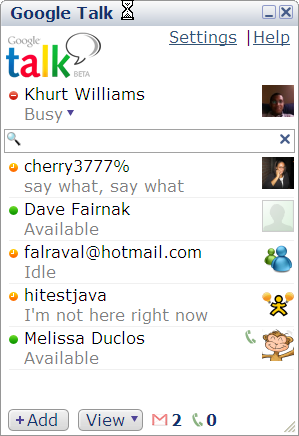 Google Talk
Settings | Help
Google
talk
BETA
Khurt Williams
Busy
cherry3777%
say what, say what
Dave Fairnak
Available
falraval@hotmail.com
Idle
hitestjava
I'm not here right now
Melissa Duclos
Available
+Add View 2 0